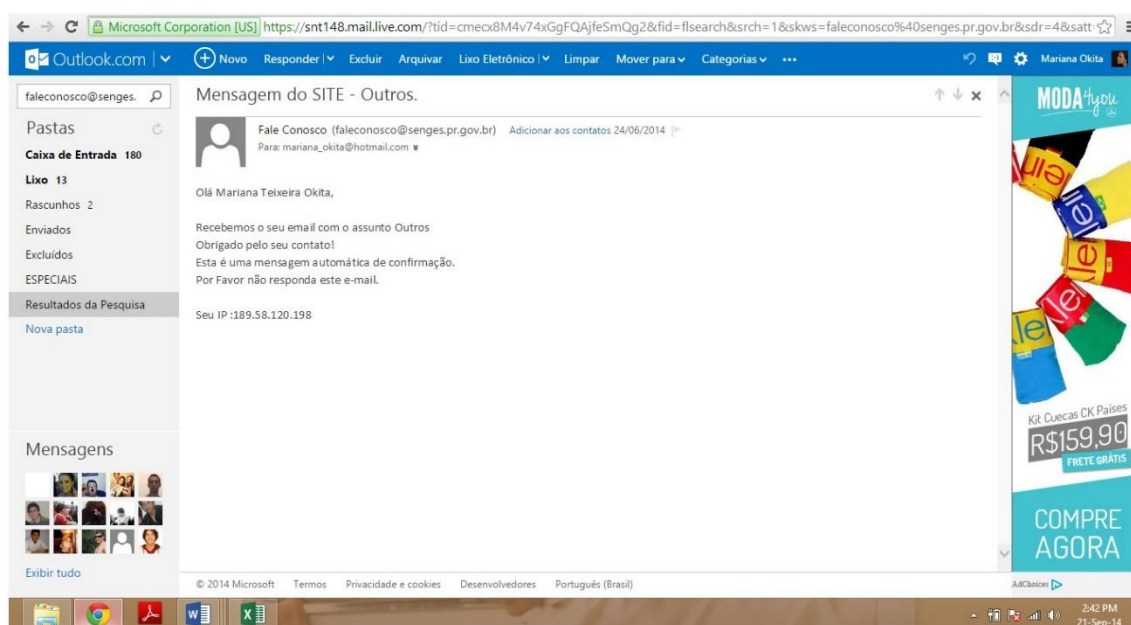 Microsoft Corporation [US] https://snt148.mail.live.com/?tid=cmecx8M4v74xGgFQAjfeSmQg2&fid=flsearch&srch=1&skws=faleconosco%40senges.pr.gov.br&sdr=4&satt
Outlook.com Novo Responder Excluir Arquivar Lixo Eletrônico Limpar Mover para Categorias ••• Mariana Okita
faleconosco@senges.
Pastas
Caixa de Entrada 180
Lixo 13
Rascunhos 2
Enviados
Excluídos
ESPECIAIS
Resultados da Pesquisa
Nova pasta
Mensagens
Exibir tudo
Mensagem do SITE - Outros.
Fale Conosco (faleconosco@senges.pr.gov.br) Adicionar aos contatos 24/06/2014
Para: mariana_okita@hotmail.com
Olá Mariana Teixeira Okita,
Recebemos o seu email com o assunto Outros
Obrigado pelo seu contato!
Esta é uma mensagem automática de confirmação.
Por Favor não responda este e-mail.
Seu IP :189.58.120.198
© 2014 Microsoft Termos Privacidade e cookies Desenvolvedores Português (Brasil)
MODA4you
Kit Cuecas CK Países
R$159,90
FRETE GRÁTIS
COMPRE
AGORA
AdChoices
2:42 PM
21-Sep-14